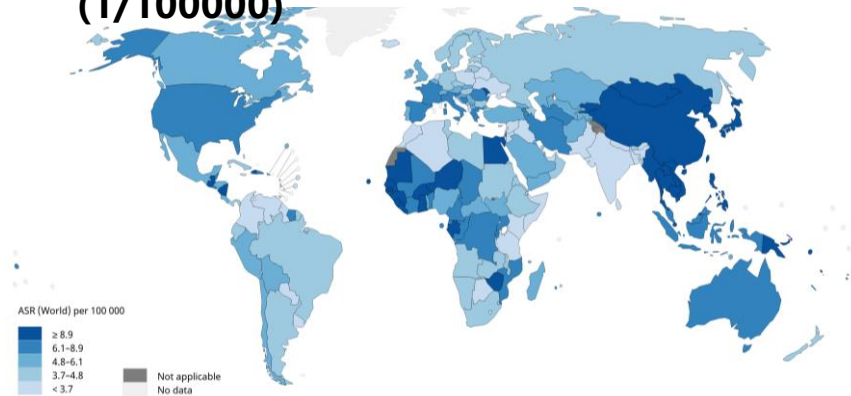 (1/100000)
ASR (World) per 100 000
≥ 8.9
6.1–8.9
4.8–6.1
3.7–4.8
< 3.7
Not applicable
No data